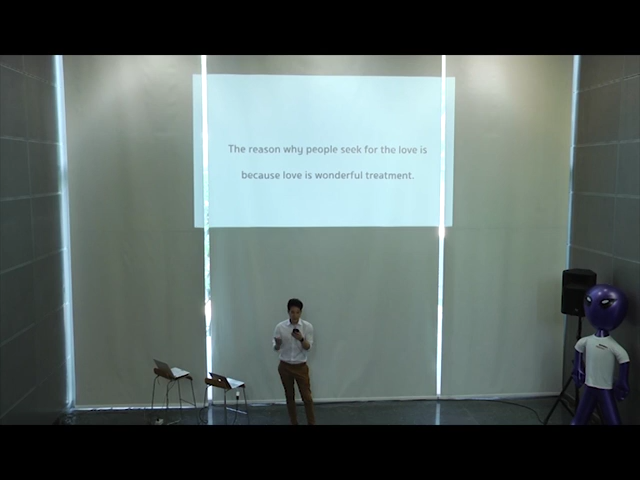 The reason why people seek for the love is
because love is wonderful treatment.